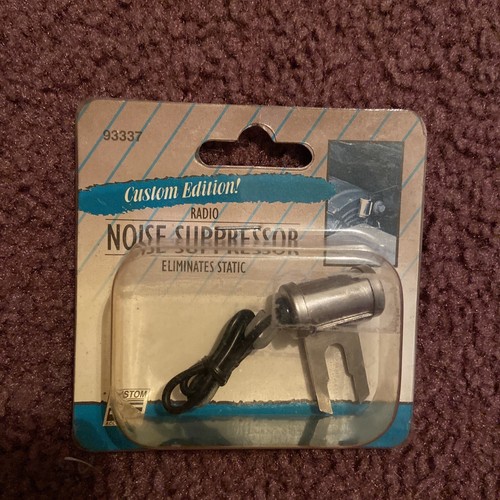 93337
Custom Edition!
RADIO
NOISE SUPPRESSOR
ELIMINATES STATIC